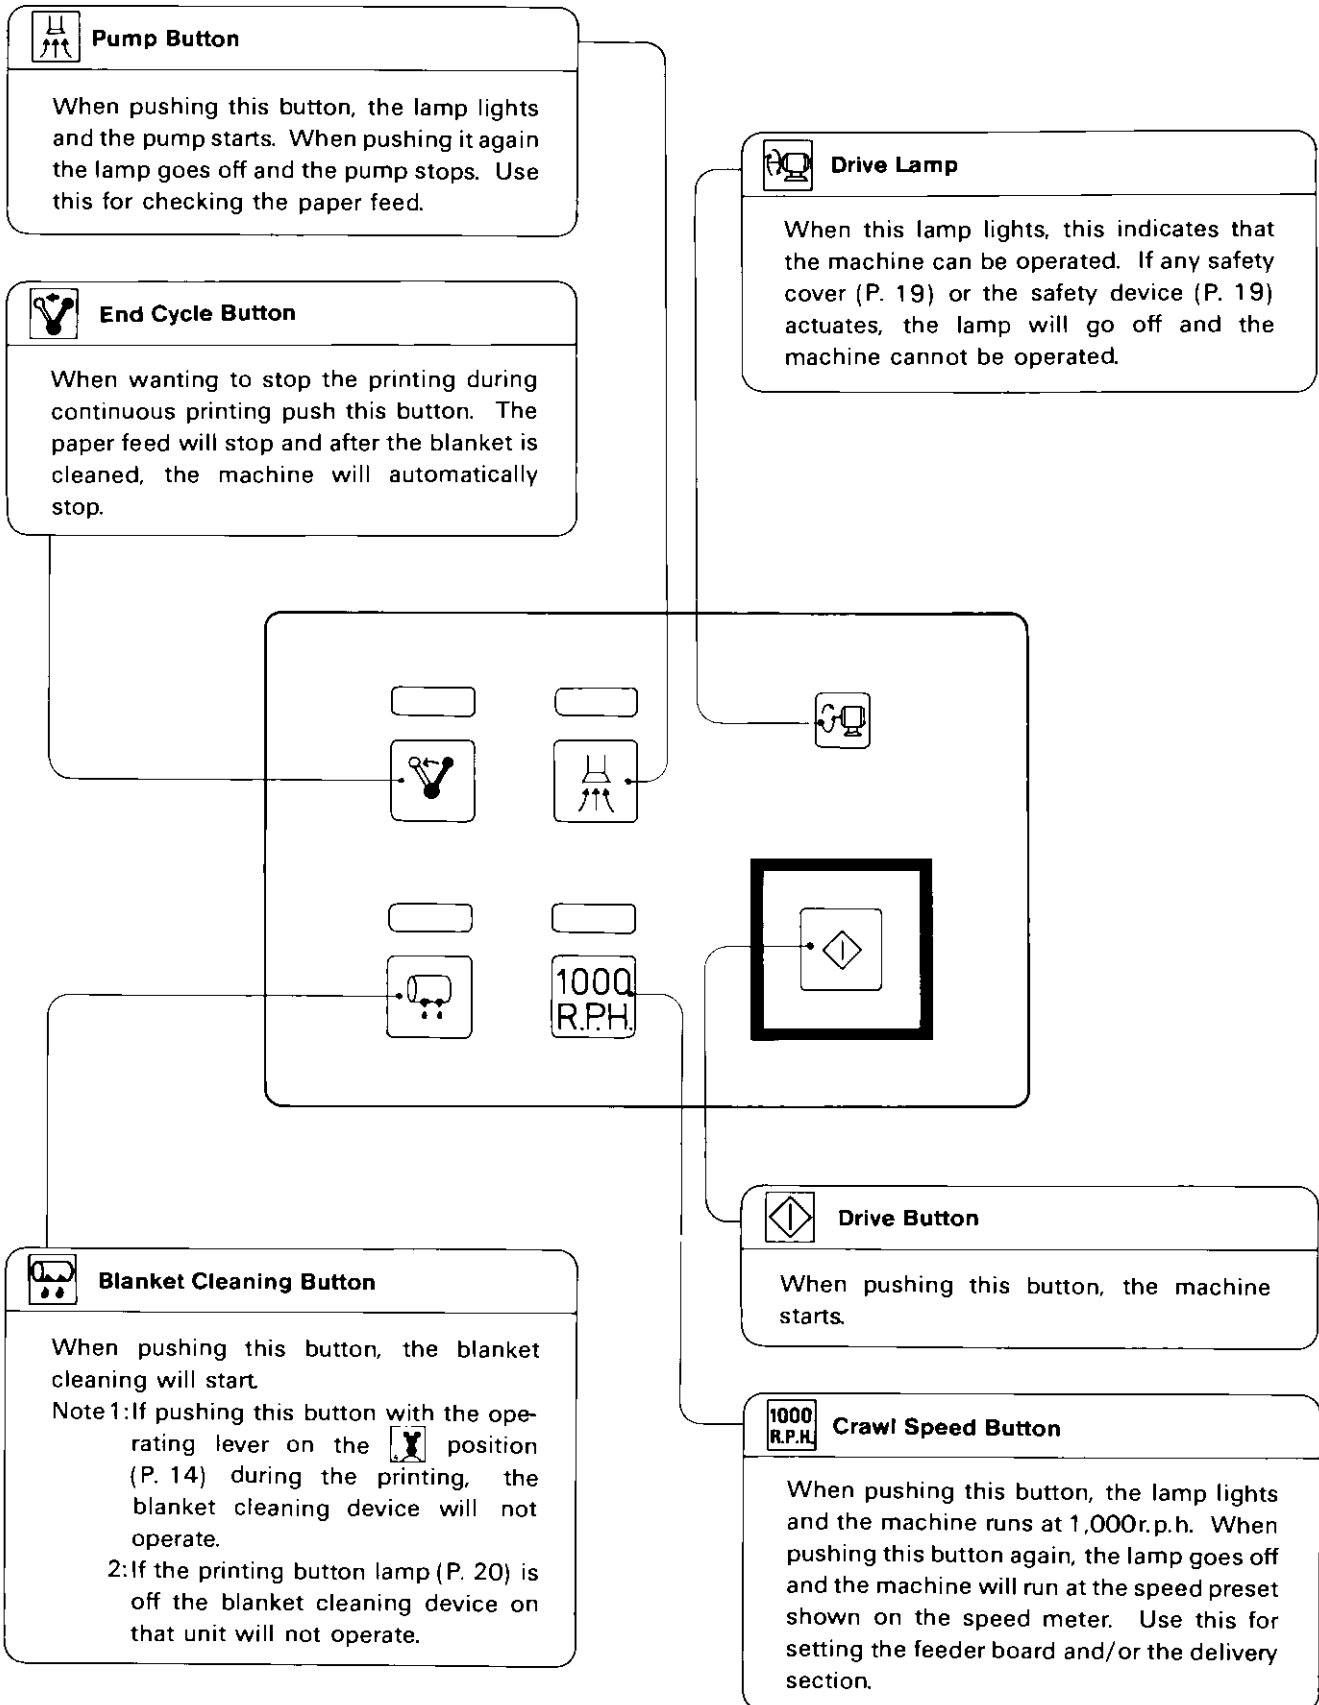 Pump Button
When pushing this button, the lamp lights
and the pump starts. When pushing it again
the lamp goes off and the pump stops. Use
this for checking the paper feed.
Drive Lamp
When this lamp lights, this indicates that
the machine can be operated. If any safety
cover (P. 19) or the safety device (P. 19)
actuates, the lamp will go off and the
machine cannot be operated.
End Cycle Button
When wanting to stop the printing during
continuous printing push this button. The
paper feed will stop and after the blanket is
cleaned, the machine will automatically
stop.
1000
R.P.H.
Drive Button
When pushing this button, the machine
starts.
Blanket Cleaning Button
When pushing this button, the blanket
cleaning will start.
Note 1: If pushing this button with the ope-
rating lever on the position
(P. 14) during the printing, the
blanket cleaning device will not
operate.
2: If the printing button lamp (P. 20) is
off the blanket cleaning device on
that unit will not operate.
1000
R.P.H.
Crawl Speed Button
When pushing this button, the lamp lights
and the machine runs at 1,000r.p.h. When
pushing this button again, the lamp goes off
and the machine will run at the speed preset
shown on the speed meter. Use this for
setting the feeder board and/or the delivery
section.